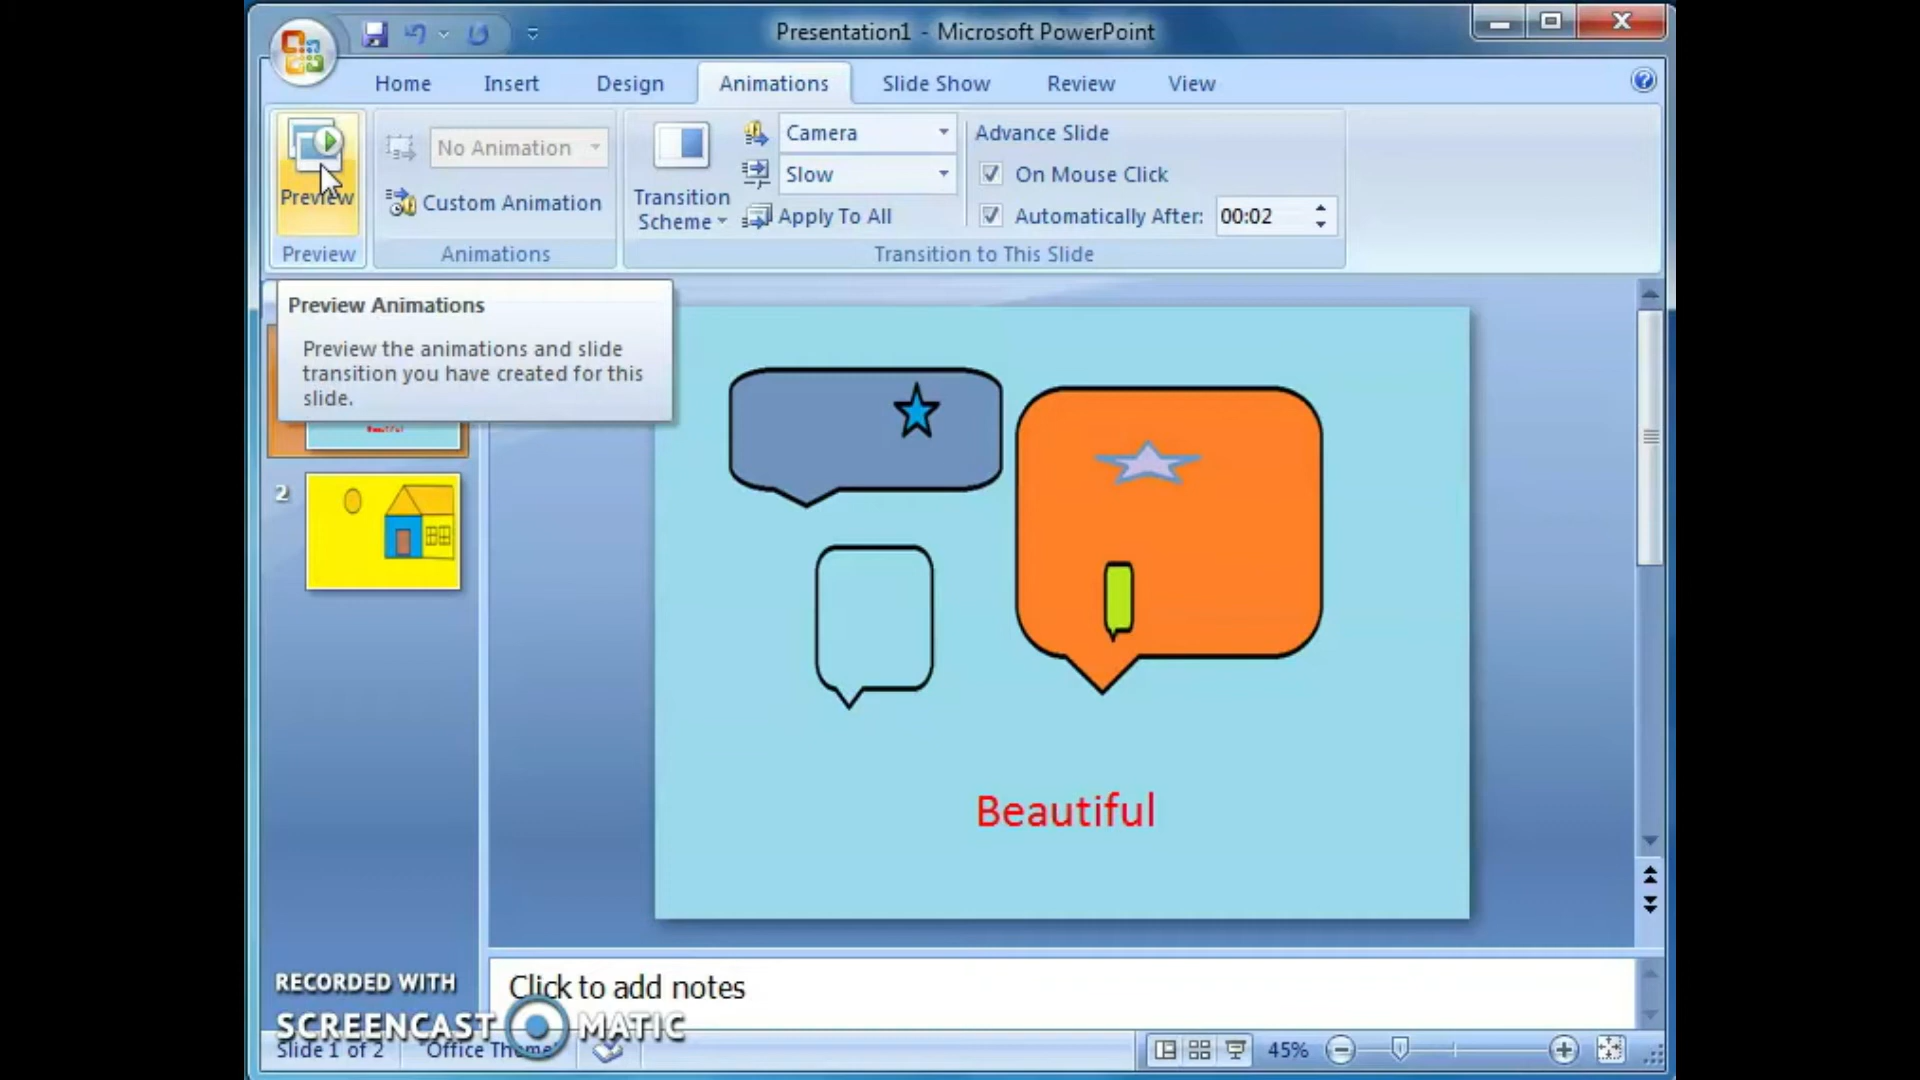 Presentation1 - Microsoft PowerPoint
Home Insert Design Animations Slide Show Review View
Preview
No Animation
Custom Animation
Transition
Scheme
Camera
Slow
Apply To All
Advance Slide
On Mouse Click
Automatically After: 00:02
Preview Animations Transition to This Slide
Preview Animations
Preview the animations and slide
transition you have created for this
slide.
Beautiful
2
Beautiful
Click to add notes
RECORDED WITH
SCREENCAST MATIC
Slide 1 of 2 "Office Theme" 45%